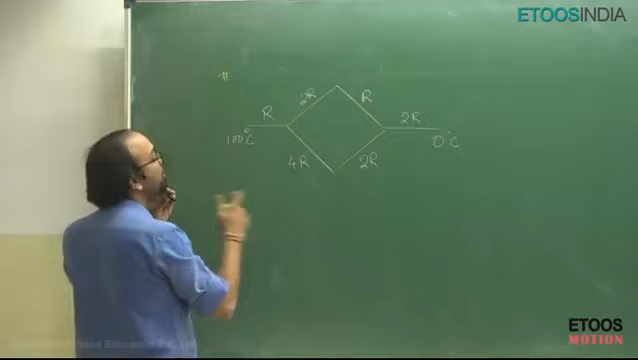 ETOOSINDIA
#
R 2R R 2R
100°C 0°C
4R 2R
ETOOS
MOTION